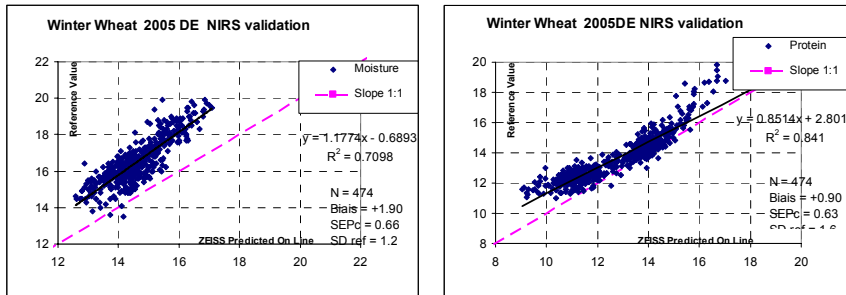 Winter Wheat 2005 DE NIRS validation
22
20
18
16
14
12
Reference Value
Moisture
Slope 1:1
y = 1.1774x - 0.6893
R² = 0.7098
N = 474
Biais = +1.90
SEPc = 0.66
SD ref = 1.2
ZEISS Predicted On Line
12 14 16 18 20 22
Winter Wheat 2005DE NIRS validation
20
18
16
14
12
10
8
Reference Value
Protein
Slope 1:1
y = 0.8514x + 2.801
R² = 0.841
N = 474
Biais = +0.90
SEPc = 0.63
SD ref = 1.6
ZEISS Predicted On Line
8 10 12 14 16 18 20